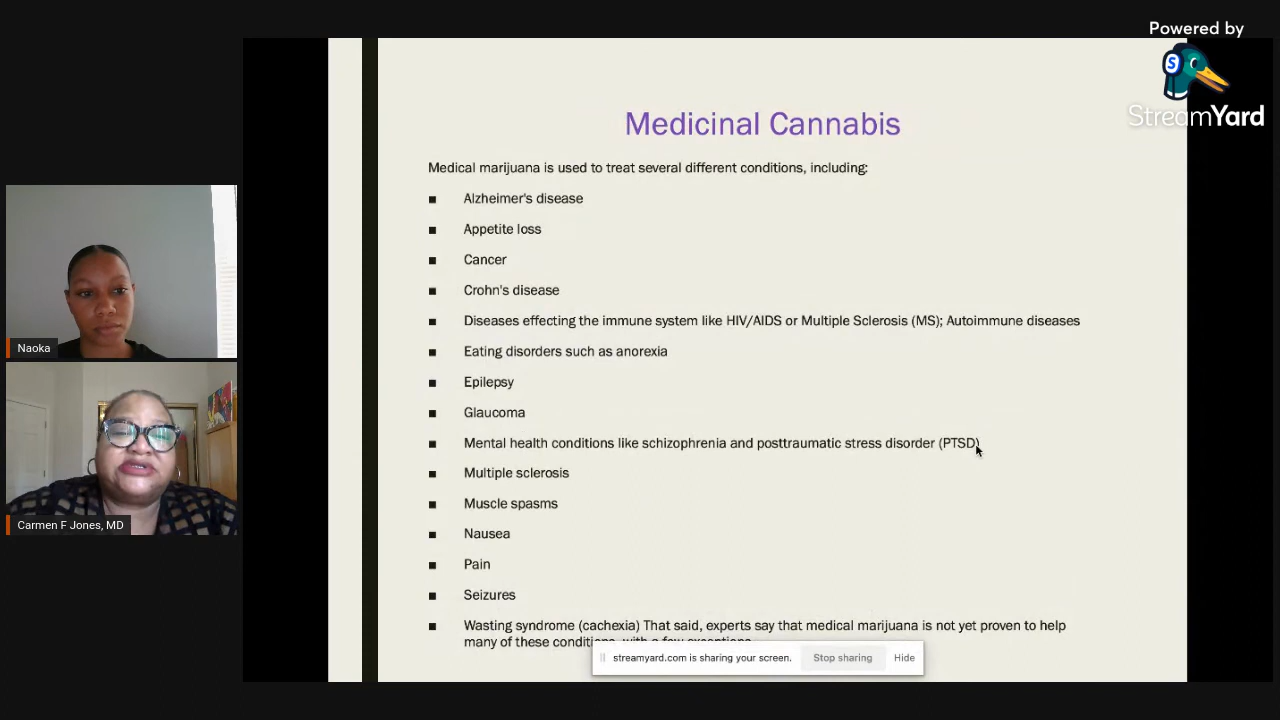 Powered by
StreamYard
Medicinal Cannabis
Medical marijuana is used to treat several different conditions, including:
■ Alzheimer's disease
■ Appetite loss
■ Cancer
■ Crohn's disease
■ Diseases effecting the immune system like HIV/AIDS or Multiple Sclerosis (MS); Autoimmune diseases
■ Eating disorders such as anorexia
■ Epilepsy
■ Glaucoma
■ Mental health conditions like schizophrenia and posttraumatic stress disorder (PTSD)
■ Multiple sclerosis
■ Muscle spasms
■ Nausea
■ Pain
■ Seizures
■ Wasting syndrome (cachexia) That said, experts say that medical marijuana is not yet proven to help
many of these conditions, with a few exceptions.
streamyard.com is sharing your screen. Stop sharing Hide
Naoka
Carmen F Jones, MD